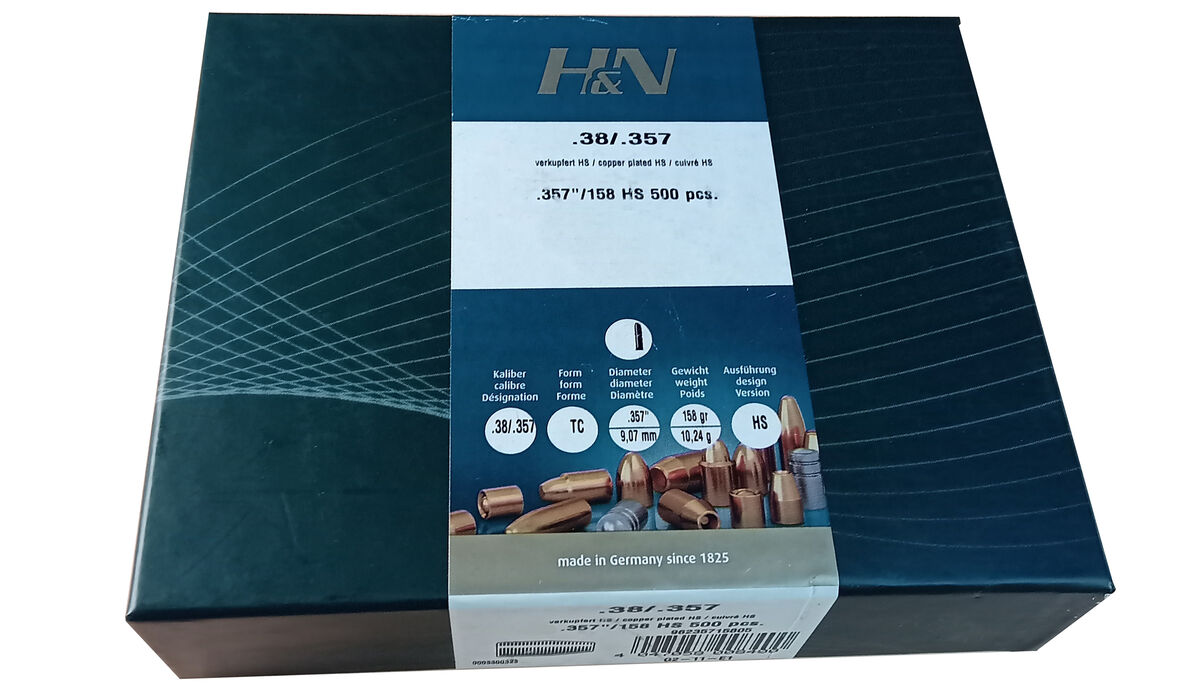 H&N
.38/.357
verkupfert HS / copper plated HS / cuivré HS
.357"/158 HS 500 pcs.
Kaliber
calibre
Désignation
Form
form
Forme
Diameter
diameter
Diamètre
Gewicht
weight
Poids
Ausführung
design
Version
.38/.357
TC
.357"
9,07 mm
158 gr
10,24 g
HS
made in Germany since 1825
.38/.357
verkupfert HS / copper plated HS / cuivré HS
.357"/158 HS 500 pcs.
02-11-E1